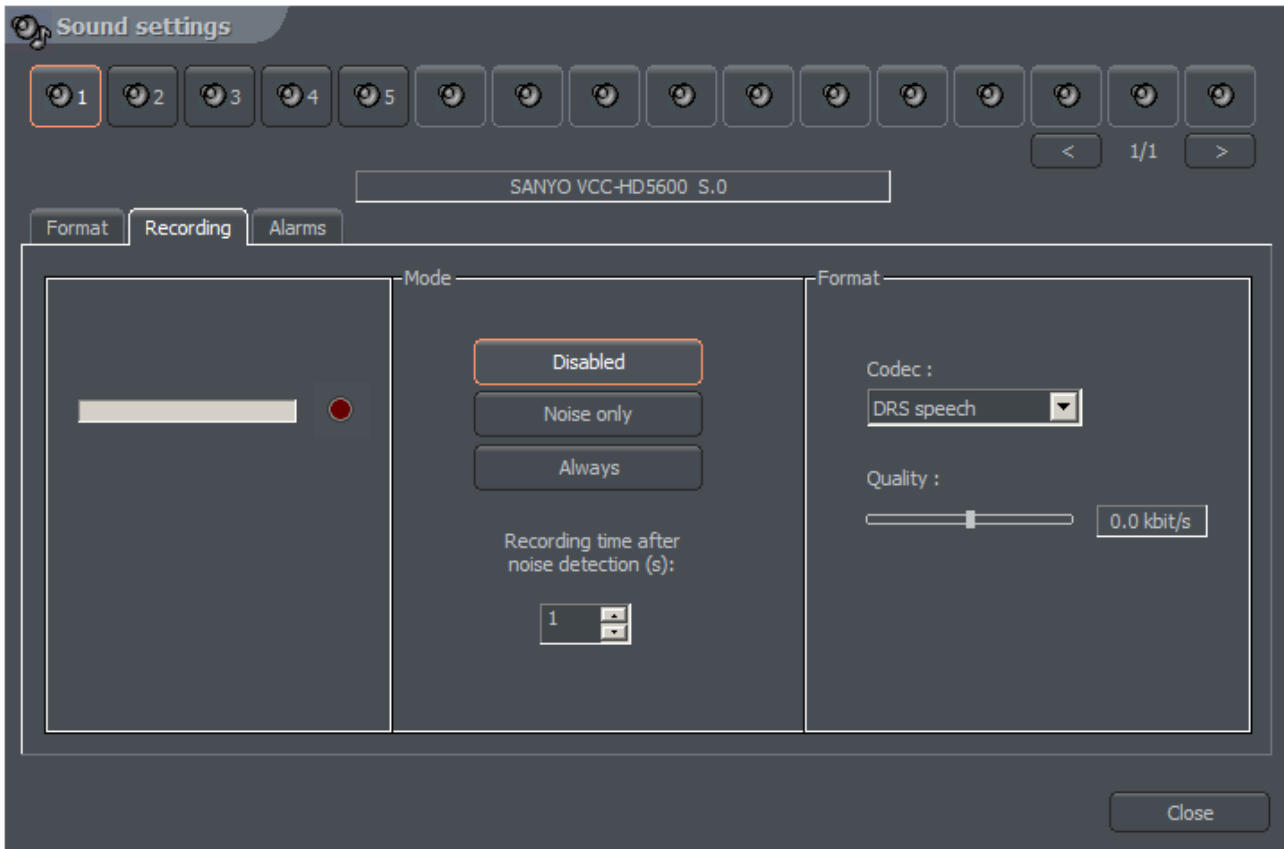 Sound settings
1 2 3 4 5
< 1/1 >
SANYO VCC-HD5600 S.0
Format Recording Alarms
Mode
Disabled
Noise only
Always
Recording time after
noise detection (s):
1
Format
Codec :
DRS speech
Quality :
0.0 kbit/s
Close